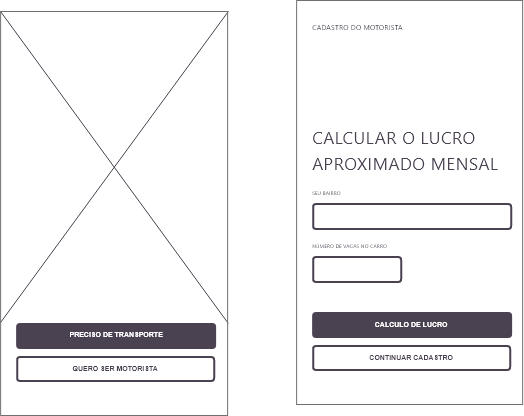 PRECISO DE TRANSPORTE
QUERO SER MOTORISTA
CADASTRO DO MOTORISTA
CALCULAR O LUCRO
APROXIMADO MENSAL
SEU BAIRRO
NÚMERO DE VAGAS NO CARRO
CALCULO DE LUCRO
CONTINUAR CADASTRO